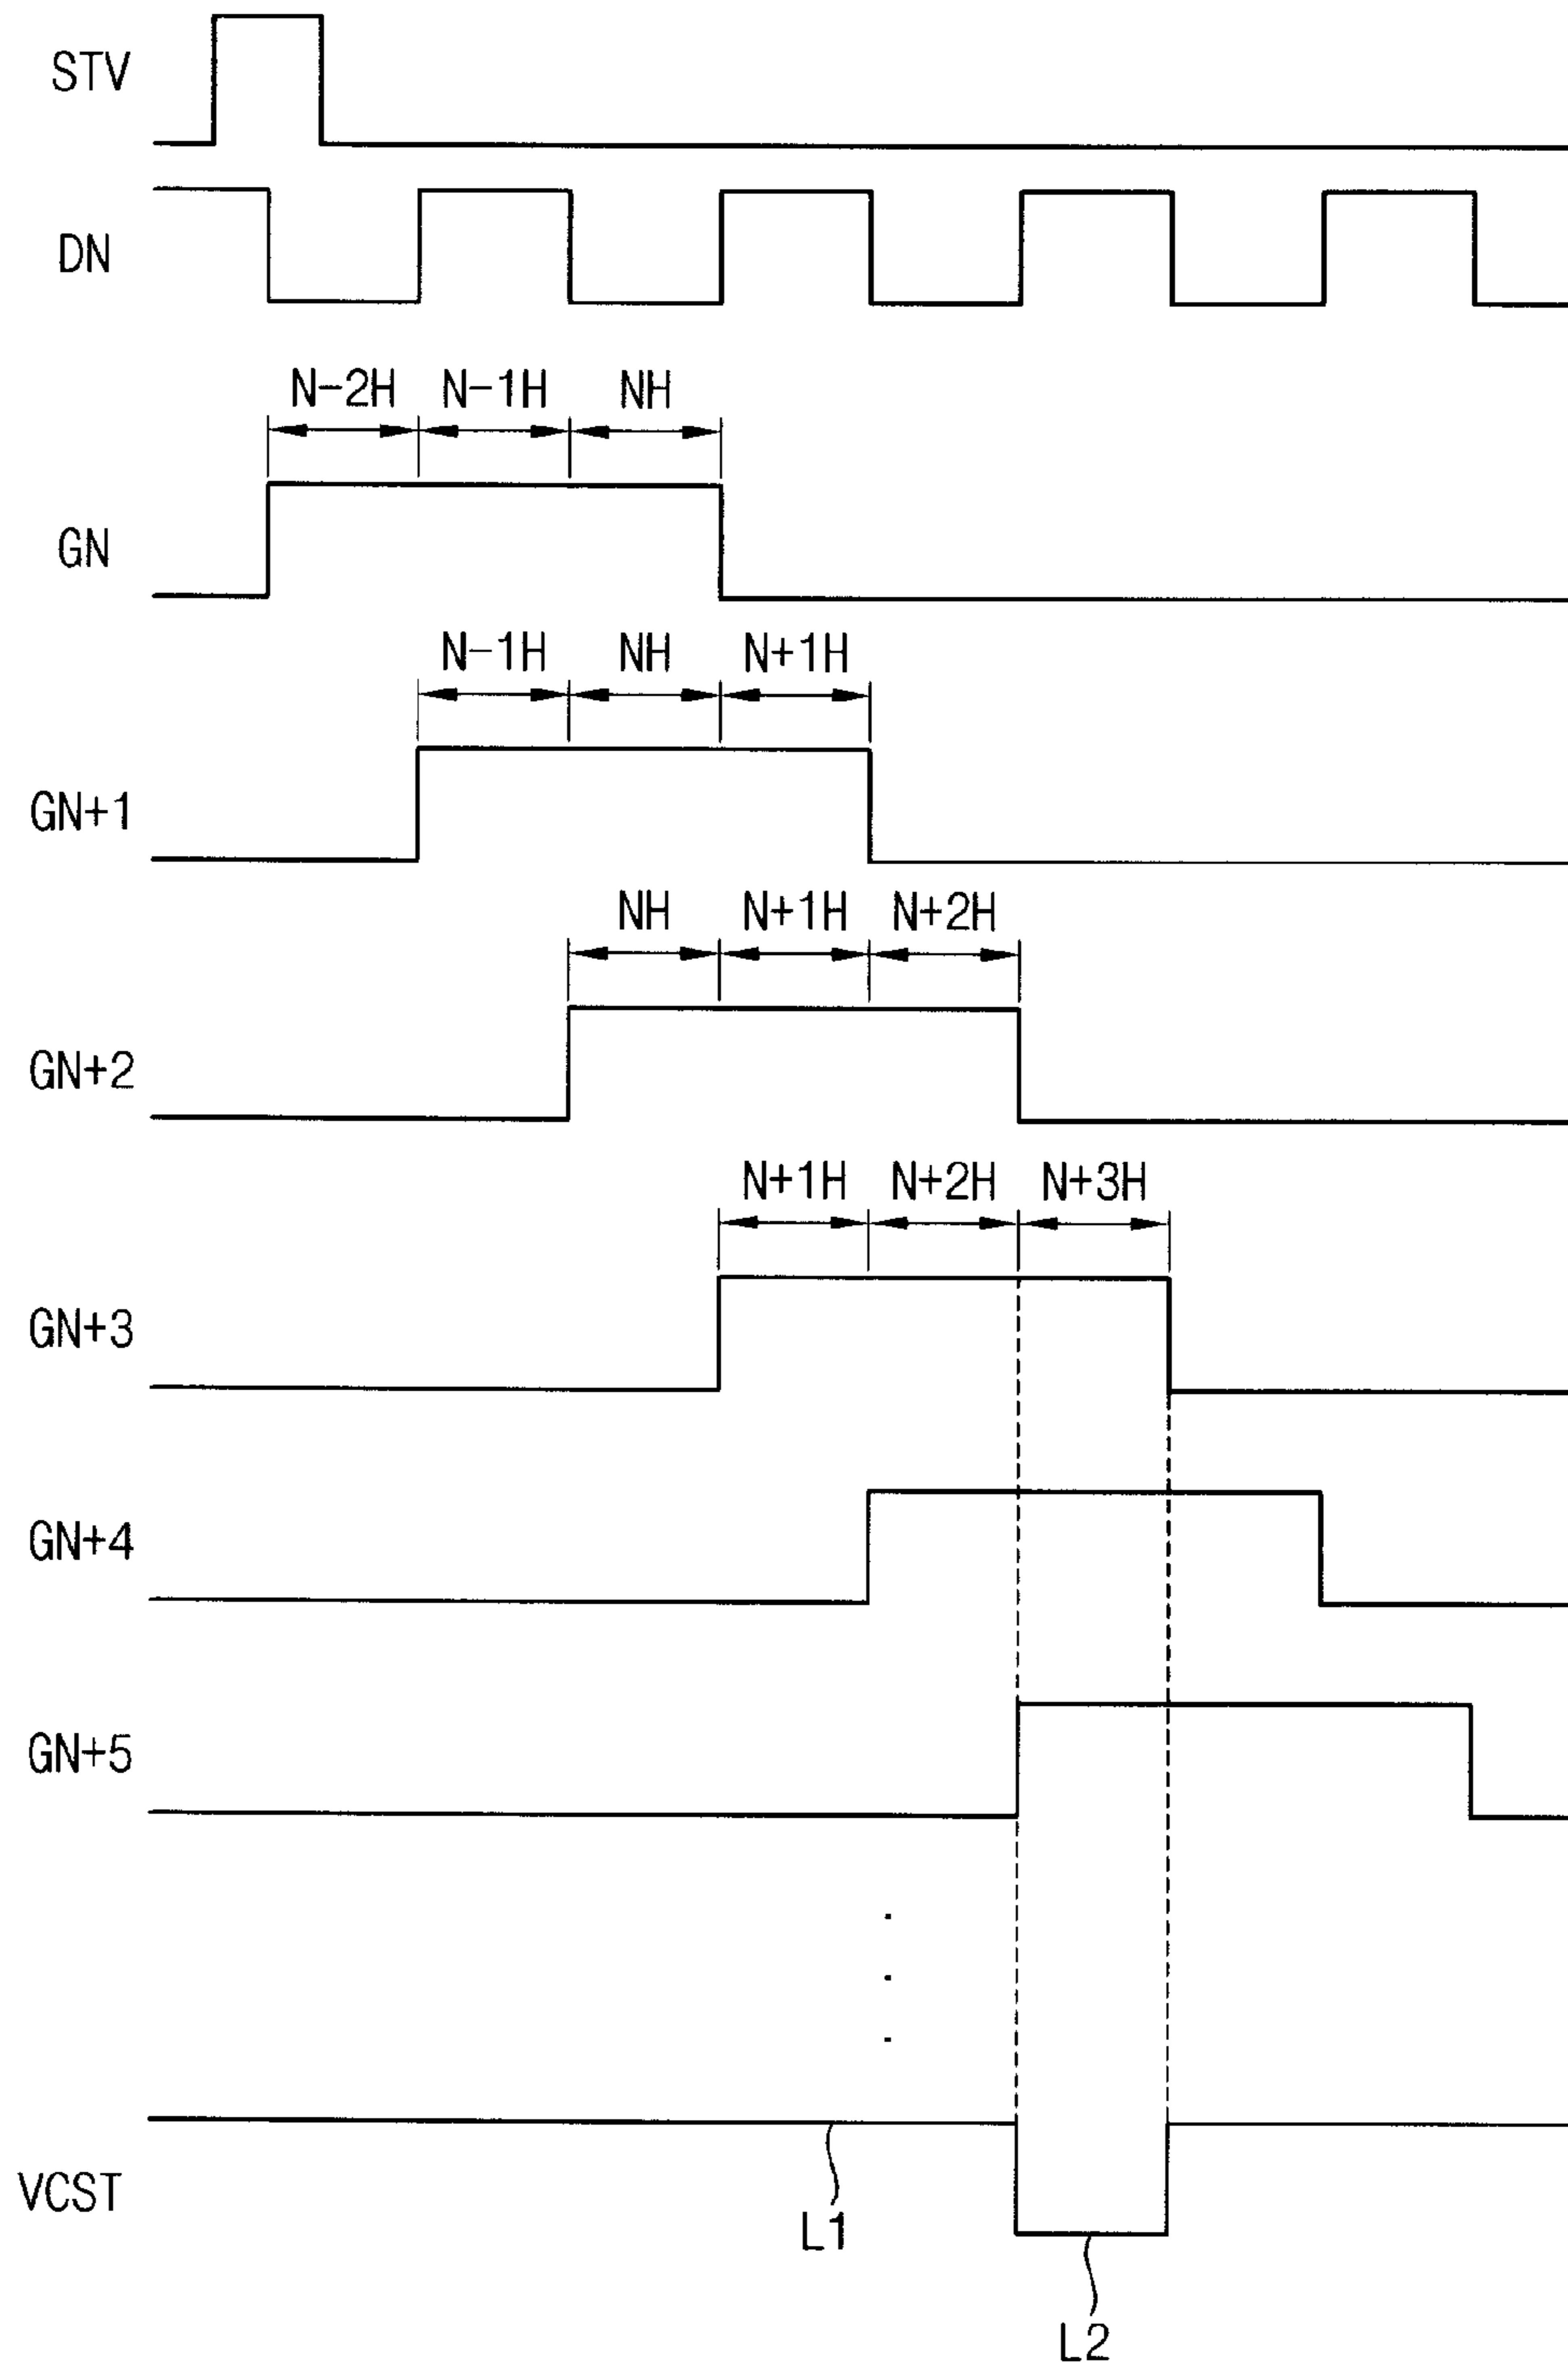 STV
DN
N-2H N-1H NH
GN
N-1H NH N+1H
GN+1
NH N+1H N+2H
GN+2
N+1H N+2H N+3H
GN+3
GN+4
GN+5
VCST
L1
L2